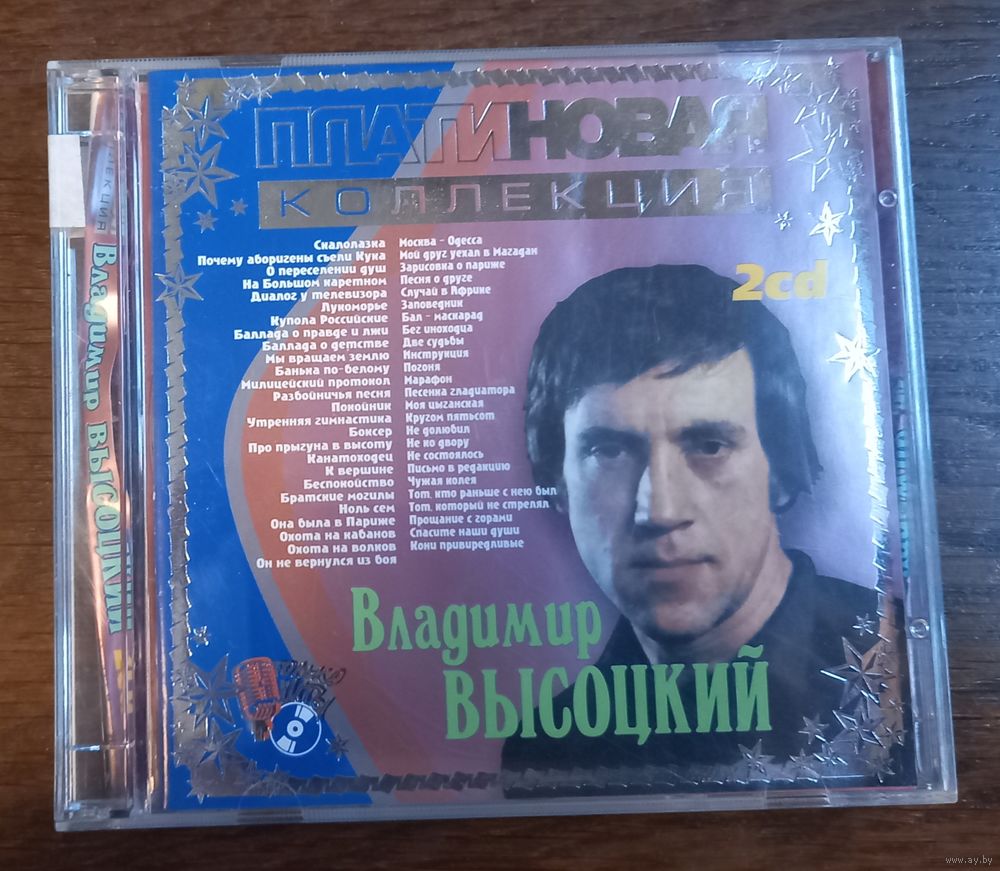 ПЛАТИНОВАЯ
КОЛЛЕКЦИЯ
2cd
Скалолазка
Почему аборигены съели Кука
О переселении душ
На Большом каретном
Диалог у телевизора
Лукоморье
Купола Российские
Баллада о правде и лжи
Баллада о детстве
Мы вращаем землю
Банька по-белому
Милицейский протокол
Разбойничья песня
Покойник
Утренняя гимнастика
Боксер
Про прыгуна в высоту
Канатоходец
К вершине
Беспокойство
Братские могилы
Ноль сем
Она была в Париже
Охота на кабанов
Охота на волков
Он не вернулся из боя
Москва - Одесса
Мой друг уехал в Магадан
Зарисовка о париже
Песня о друге
Случай в Африке
Заповедник
Бал - маскарад
Бег иноходца
Две судьбы
Инструкция
Погоня
Марафон
Песенка гладиатора
Моя цыганская
Кругом пятьсот
Не долюбил
Не ко двору
Не состоялось
Письмо в редакцию
Чужая колея
Тот, кто раньше с нею был
Тот, который не стрелял
Прощание с горами
Спасите наши души
Кони привиредливые
Владимир
ВЫСОЦКИЙ
ТОЛЬКО
Владимир ВЫСОЦКИЙ
www.ay.by